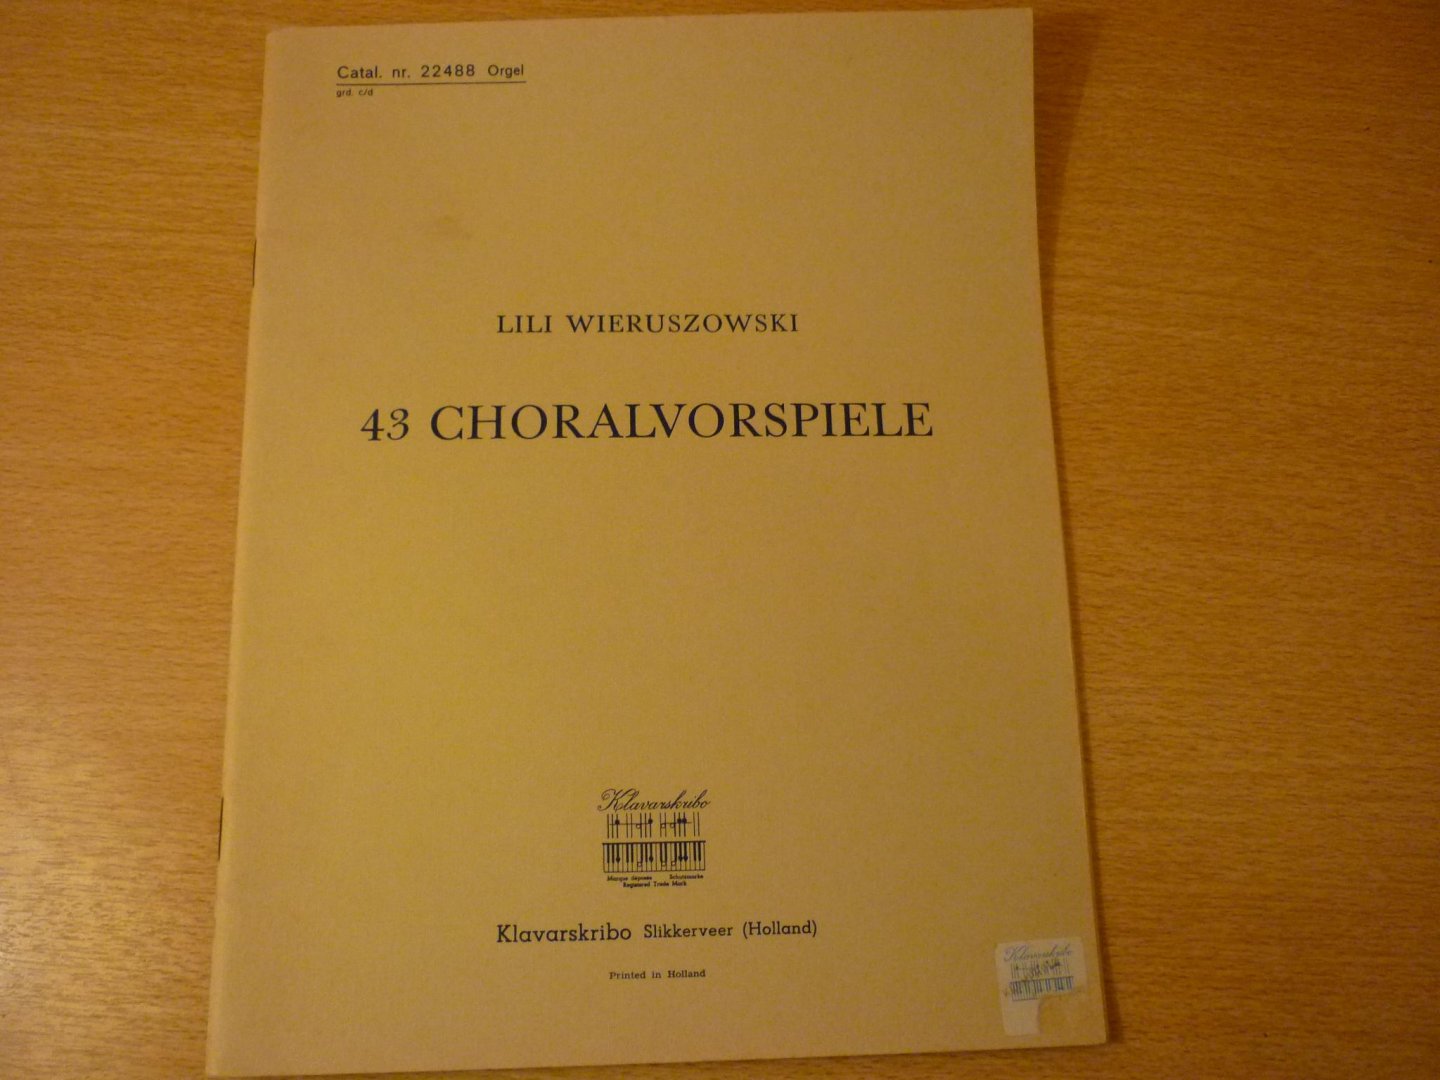 Catal. nr. 22488 Orgel
grd. c/d
LILI WIERUSZOWSKI
43 CHORALVORSPIELE
Klavarskribo
Marque déposée Schutzmarke
Registered Trade Mark
Klavarskribo Slikkerveer (Holland)
Printed in Holland
Klavarskribo